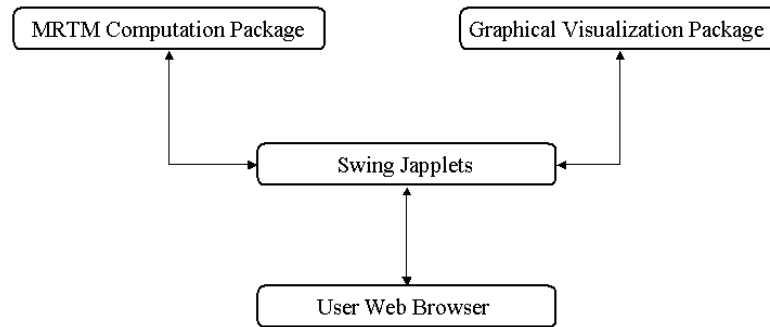 MRTM Computation Package
Graphical Visualization Package
Swing Japplets
User Web Browser